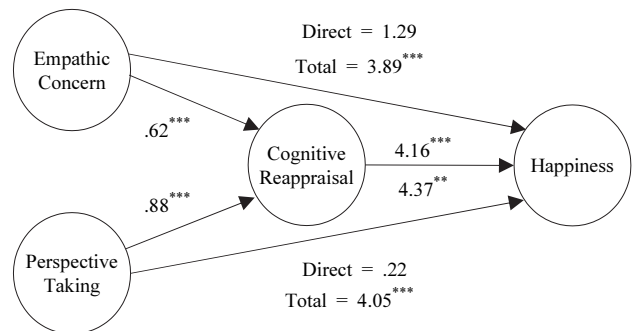 Direct = 1.29
Total = 3.89***
Empathic
Concern
.62***
Cognitive
Reappraisal
4.16***
4.37**
Happiness
.88***
Perspective
Taking
Direct = .22
Total = 4.05***